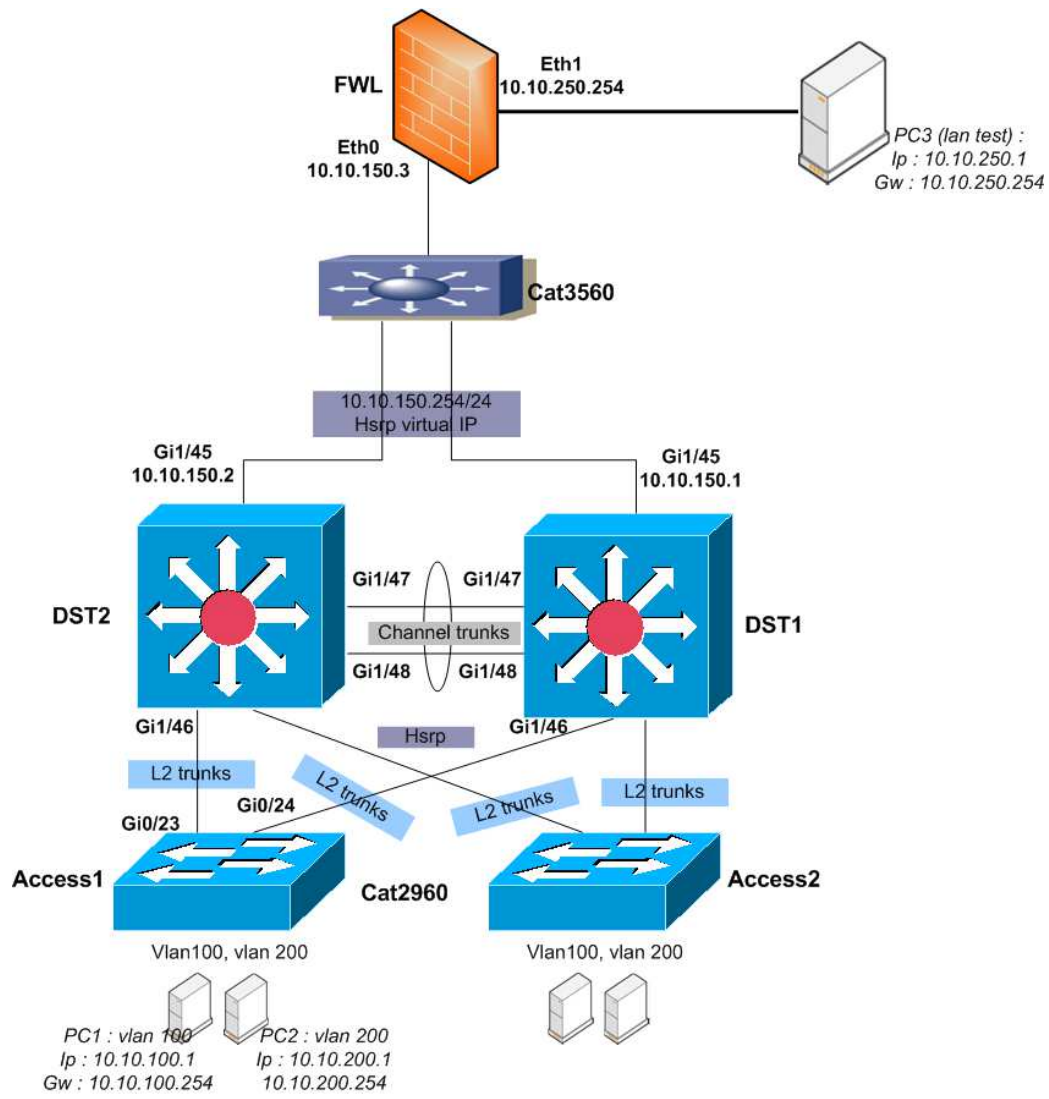 Eth1
10.10.250.254
FWL
Eth0
10.10.150.3
PC3 (lan test) :
Ip : 10.10.250.1
Gw : 10.10.250.254
Cat3560
10.10.150.254/24
Hsrp virtual IP
Gi1/45
10.10.150.2
Gi1/45
10.10.150.1
Gi1/47
Gi1/47
DST2
Channel trunks
DST1
Gi1/48
Gi1/48
Gi1/46
Hsrp
Gi1/46
L2 trunks
L2 trunks
L2 trunks
L2 trunks
Gi0/24
Gi0/23
Access1
Cat2960
Access2
Vlan100, vlan 200
Vlan100, vlan 200
PC1 : vlan 100
Ip : 10.10.100.1
Gw : 10.10.100.254
PC2 : vlan 200
Ip : 10.10.200.1
10.10.200.254